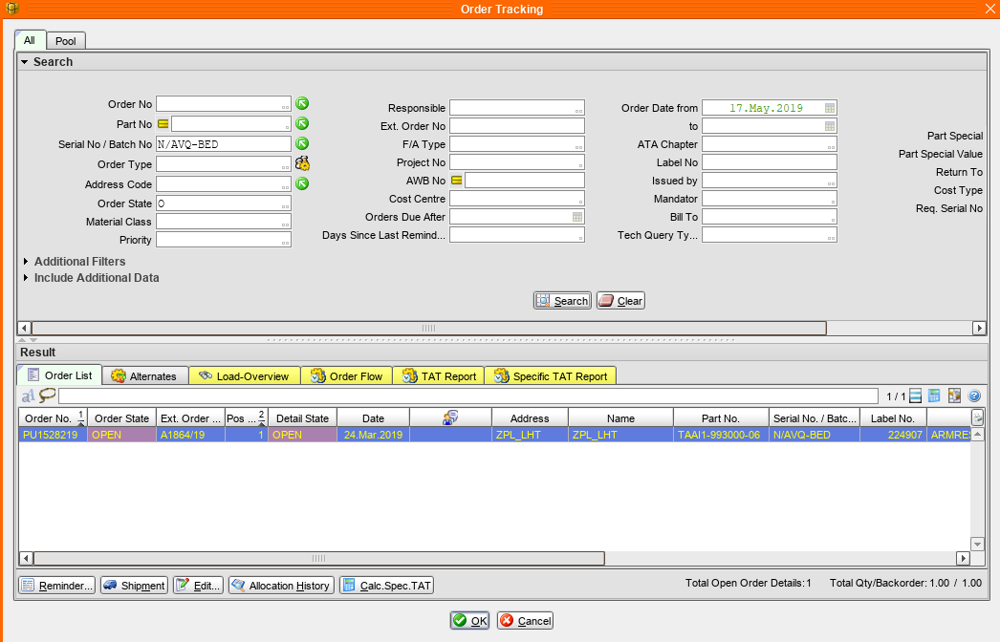 Order Tracking
All Pool
Search
Order No
Part No
Serial No / Batch No N/AVQ-BED
Order Type
Address Code
Order State O
Material Class
Priority
Responsible
Ext. Order No
F/A Type
Project No
AWB No
Cost Centre
Orders Due After
Days Since Last Remind...
Order Date from 17.May.2019
to
ATA Chapter
Label No
Issued by
Mandator
Bill To
Tech Query Ty...
Part Special
Part Special Value
Return To
Cost Type
Req. Serial No
Additional Filters
Include Additional Data
Search Clear
Result
Order List Alternates Load-Overview Order Flow TAT Report Specific TAT Report
1 / 1
Order No. 1 Order State Ext. Order ... Pos ... 2 Detail State Date Address Name Part No. Serial No. / Batc... Label No.
PU1528219 OPEN A1864/19 1 OPEN 24.Mar.2019 ZPL_LHT ZPL_LHT TAAI1-993000-06 N/AVQ-BED 224907 ARMRES
Reminder... Shipment Edit... Allocation History Calc.Spec.TAT Total Open Order Details: 1 Total Qty/Backorder: 1.00 / 1.00
OK Cancel